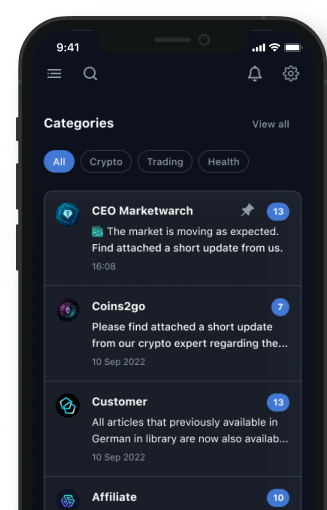 9:41
Categories
View all
All
Crypto
Trading
Health
CEO Marketwarch
13
The market is moving as expected.
Find attached a short update from us.
16:08
Coins2go
7
Please find attached a short update
from our crypto expert regarding the...
10 Sep 2022
Customer
13
All articles that previously available in
German in library are now also availab...
10 Sep 2022
Affiliate
10